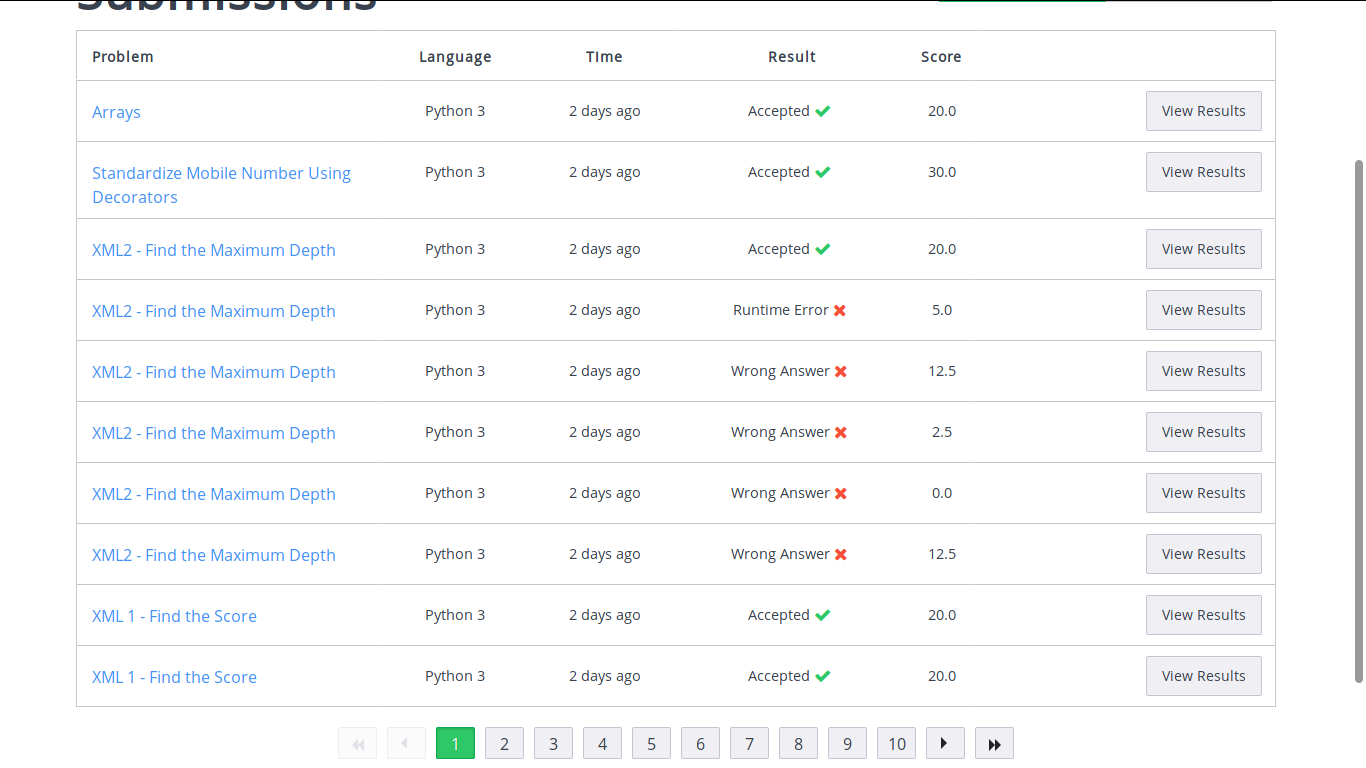 Submissions
Problem Language Time Result Score
Arrays Python 3 2 days ago Accepted 20.0 View Results
Standardize Mobile Number Using Python 3 2 days ago Accepted 30.0 View Results
Decorators
XML2 - Find the Maximum Depth Python 3 2 days ago Accepted 20.0 View Results
XML2 - Find the Maximum Depth Python 3 2 days ago Runtime Error 5.0 View Results
XML2 - Find the Maximum Depth Python 3 2 days ago Wrong Answer 12.5 View Results
XML2 - Find the Maximum Depth Python 3 2 days ago Wrong Answer 2.5 View Results
XML2 - Find the Maximum Depth Python 3 2 days ago Wrong Answer 0.0 View Results
XML2 - Find the Maximum Depth Python 3 2 days ago Wrong Answer 12.5 View Results
XML 1 - Find the Score Python 3 2 days ago Accepted 20.0 View Results
XML 1 - Find the Score Python 3 2 days ago Accepted 20.0 View Results
1 2 3 4 5 6 7 8 9 10